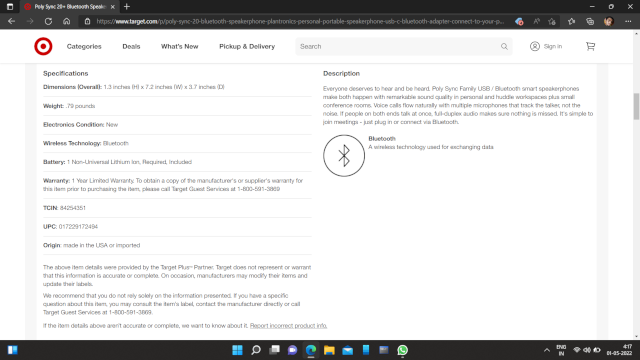 Poly Sync 20+ Bluetooth Speake
https://www.target.com/p/poly-sync-20-bluetooth-speakerphone-plantronics-personal-portable-speakerphone-usb-c-bluetooth-adapter-connect-to-your-p...
Categories Deals What's New Pickup & Delivery Search Sign in
Specifications
Dimensions (Overall): 1.3 inches (H) x 7.2 inches (W) x 3.7 inches (D)
Weight: .79 pounds
Electronics Condition: New
Wireless Technology: Bluetooth
Battery: 1 Non-Universal Lithium Ion, Required, Included
Warranty: 1 Year Limited Warranty. To obtain a copy of the manufacturer's or supplier's warranty for
this item prior to purchasing the item, please call Target Guest Services at 1-800-591-3869
TCIN: 84254351
UPC: 017229172494
Origin: made in the USA or imported
The above item details were provided by the Target Plus™ Partner. Target does not represent or warrant
that this information is accurate or complete. On occasion, manufacturers may modify their items and
update their labels.
We recommend that you do not rely solely on the information presented. If you have a specific
question about this item, you may consult the item's label, contact the manufacturer directly or call
Target Guest Services at 1-800-591-3869.
If the item details above aren't accurate or complete, we want to know about it. Report incorrect product info.
Description
Everyone deserves to hear and be heard. Poly Sync Family USB / Bluetooth smart speakerphones
make both happen with remarkable sound quality in personal and huddle workspaces plus small
conference rooms. Voice calls flow naturally with multiple microphones that track the talker, not the
noise. If people on both ends talk at once, full-duplex audio makes sure nothing is missed. It's simple to
join meetings - just plug in or connect via Bluetooth.
Bluetooth
A wireless technology used for exchanging data
ENG
IN
4:17
01-05-2022